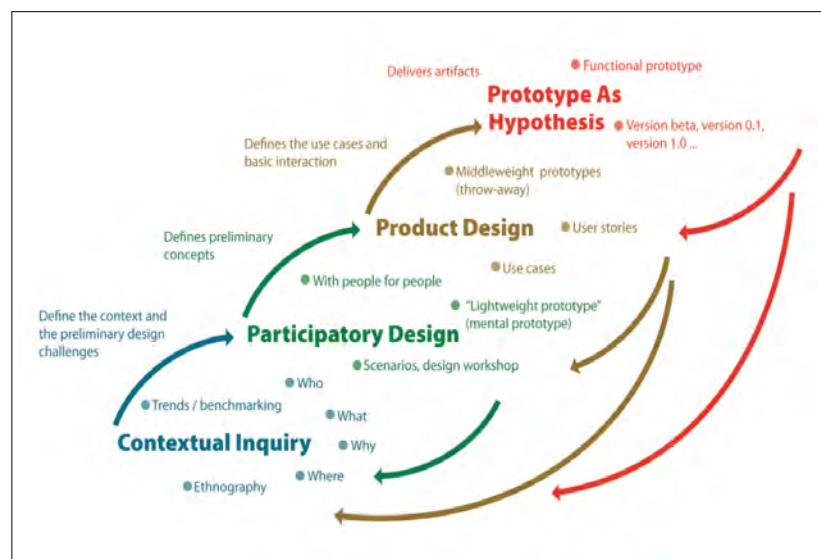 Functional prototype
Delivers artifacts
Prototype As
Hypothesis
Version beta, version 0.1,
version 1.0 ...
Defines the use cases and
basic interaction
Middleweight prototypes
(throw-away)
Product Design
User stories
Defines preliminary
concepts
Use cases
With people for people
"Lightweight prototype"
(mental prototype)
Define the context and
the preliminary design
challenges
Participatory Design
Scenarios, design workshop
Who
Trends / benchmarking
What
Contextual Inquiry
Why
Where
Ethnography